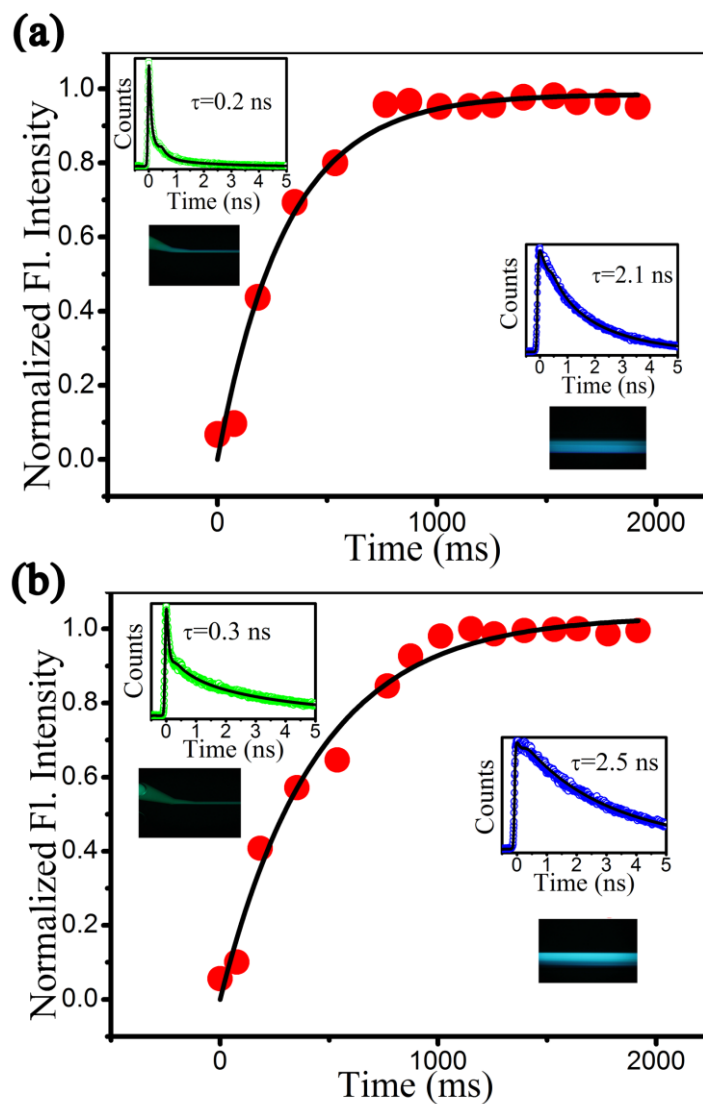 (a)
Normalized Fl. Intensity
1.0
0.8
0.6
0.4
0.2
0.0
0 1000 2000
Time (ms)
Counts
τ=0.2 ns
0 1 2 3 4 5
Time (ns)
Counts
τ=2.1 ns
0 1 2 3 4 5
Time (ns)
(b)
Normalized Fl. Intensity
1.0
0.8
0.6
0.4
0.2
0.0
0 1000 2000
Time (ms)
Counts
τ=0.3 ns
0 1 2 3 4 5
Time (ns)
Counts
τ=2.5 ns
0 1 2 3 4 5
Time (ns)